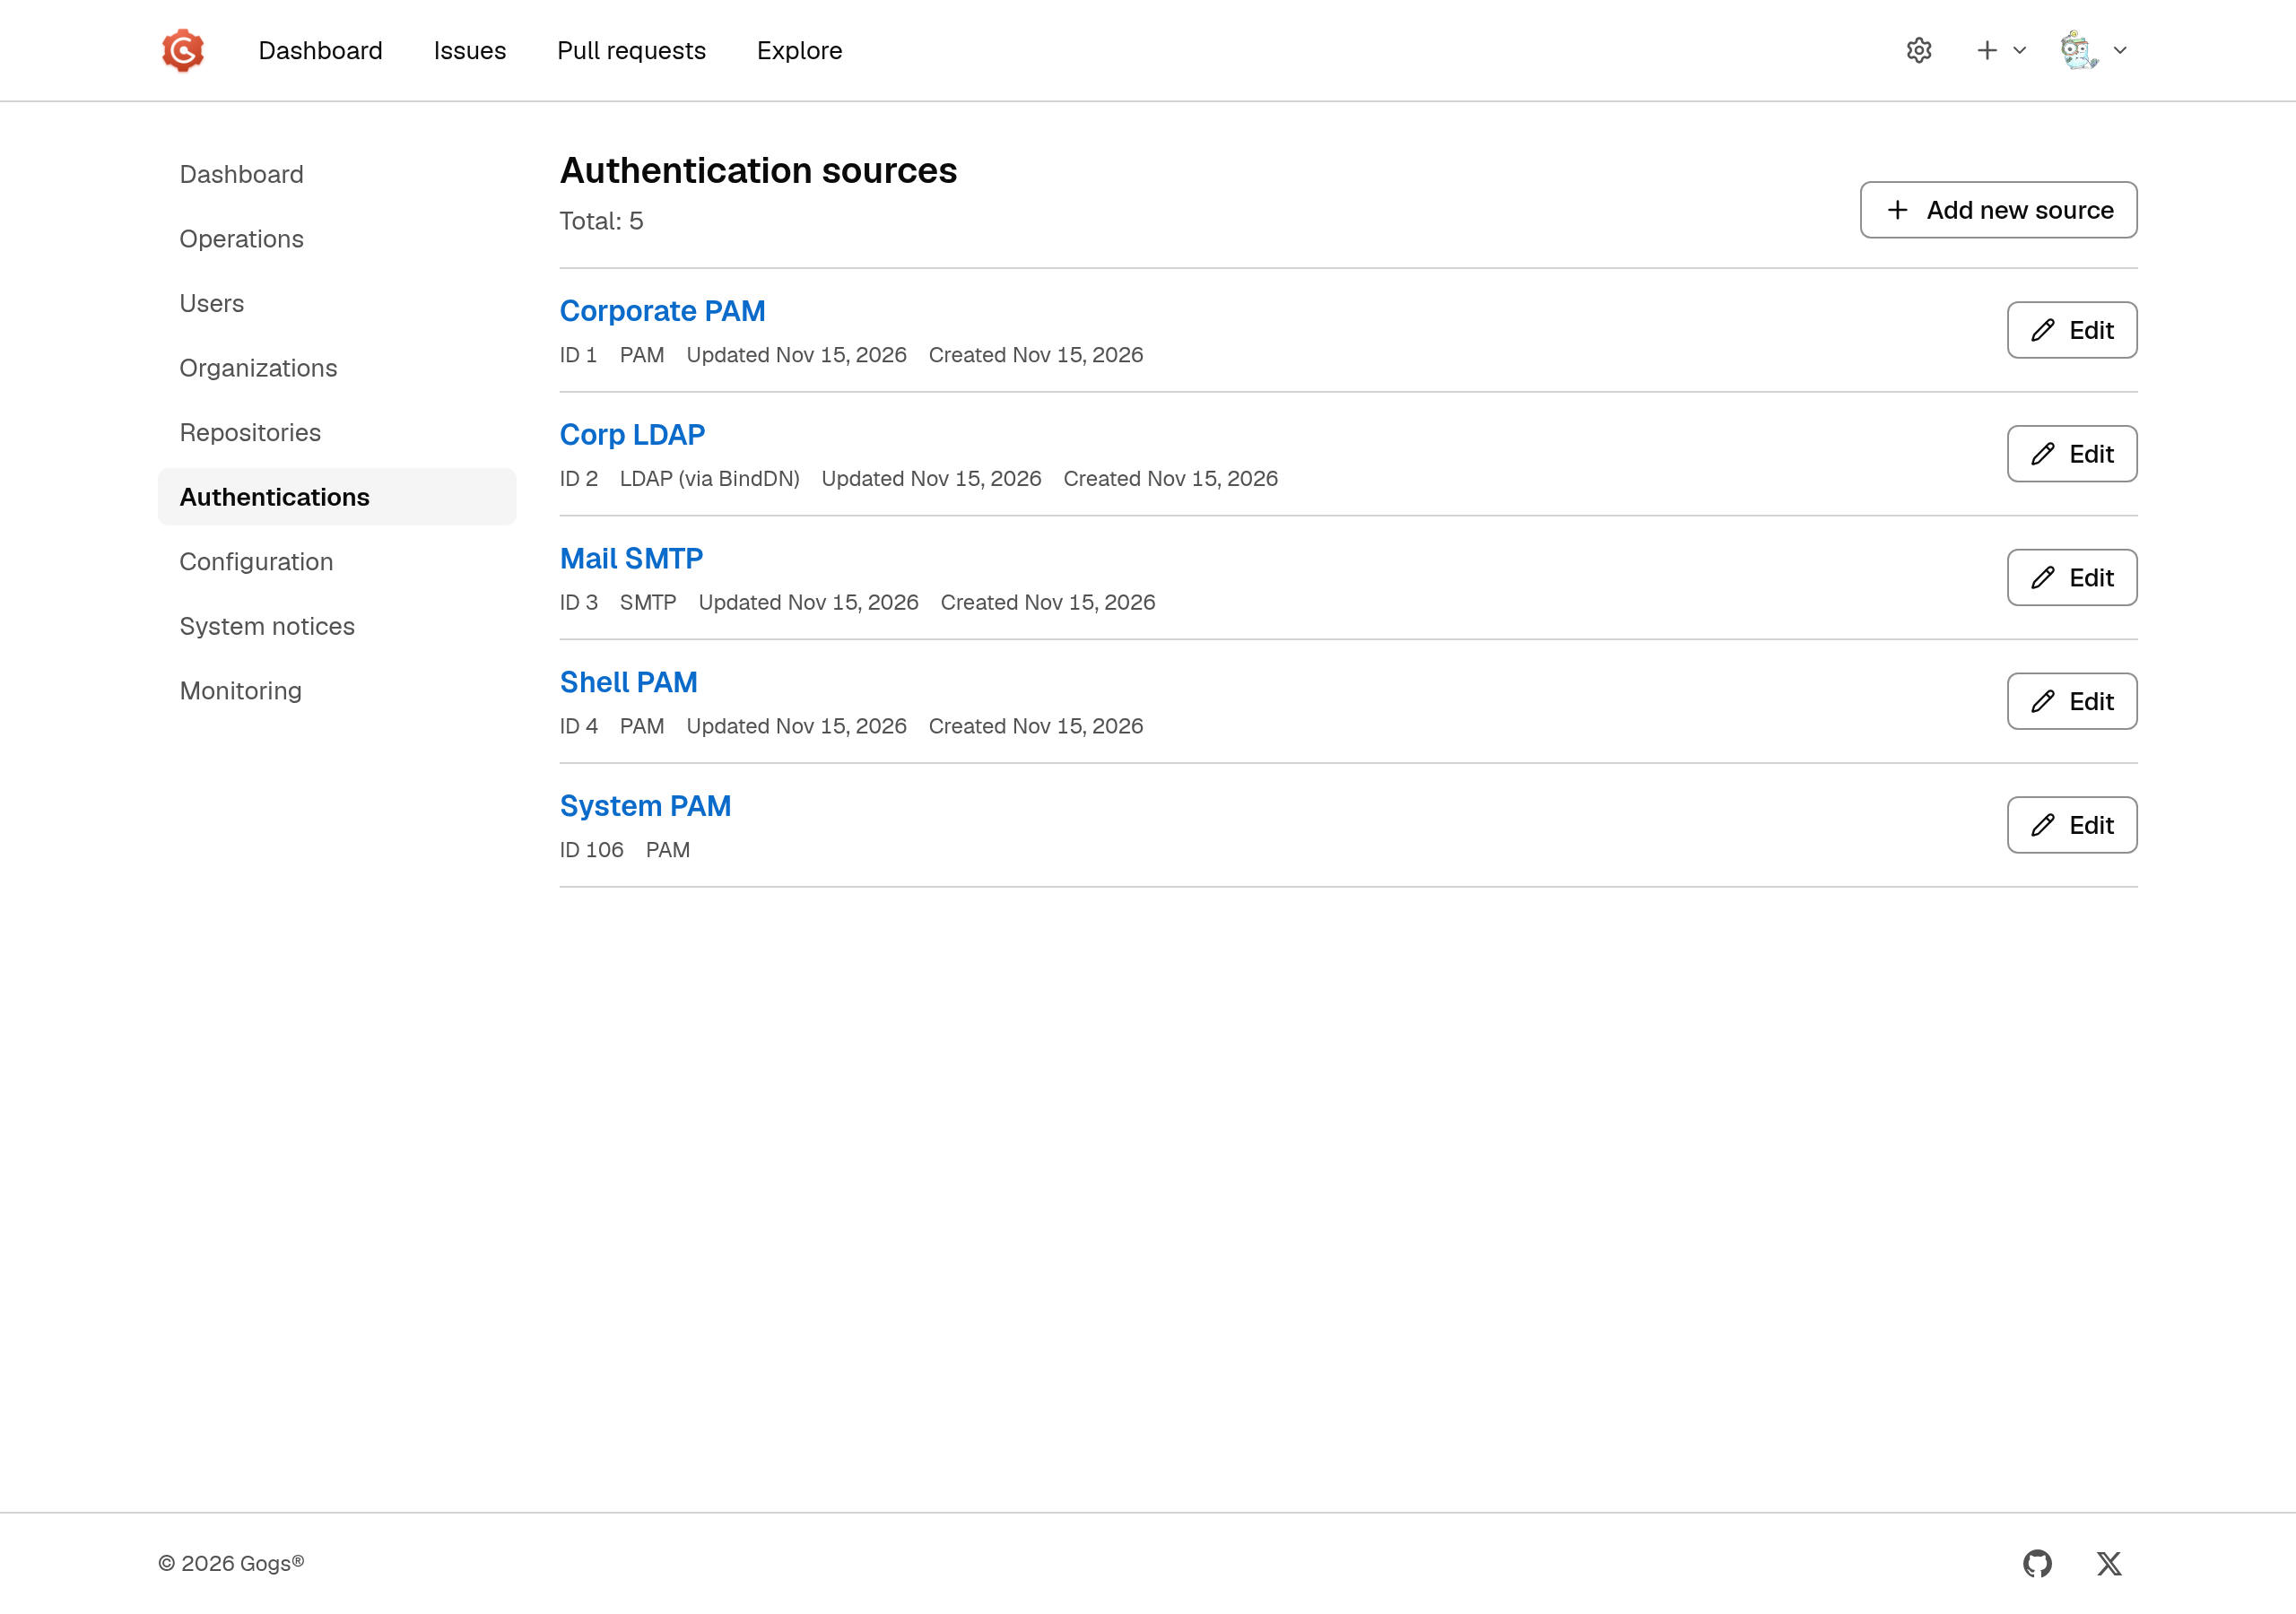 Dashboard Issues Pull requests Explore
Dashboard
Operations
Users
Organizations
Repositories
Authentications
Configuration
System notices
Monitoring
Authentication sources
Total: 5
Add new source
Corporate PAM
ID 1 PAM Updated Nov 15, 2026 Created Nov 15, 2026
Edit
Corp LDAP
ID 2 LDAP (via BindDN) Updated Nov 15, 2026 Created Nov 15, 2026
Edit
Mail SMTP
ID 3 SMTP Updated Nov 15, 2026 Created Nov 15, 2026
Edit
Shell PAM
ID 4 PAM Updated Nov 15, 2026 Created Nov 15, 2026
Edit
System PAM
ID 106 PAM
Edit
© 2026 Gogs®